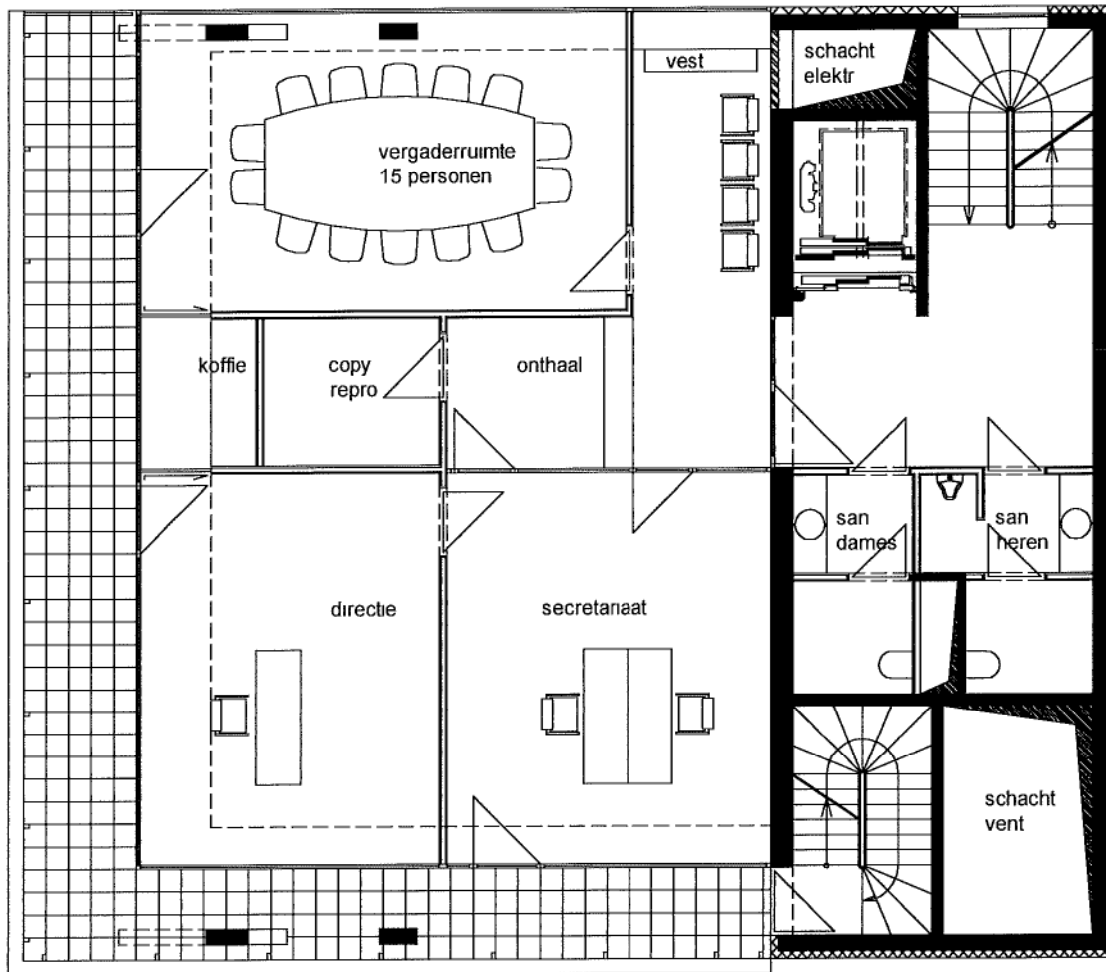 schacht
elektr
vest
vergaderruimte
15 personen
koffie
copy
repro
onthaal
san
dames
san
heren
directie
secretariaat
schacht
vent